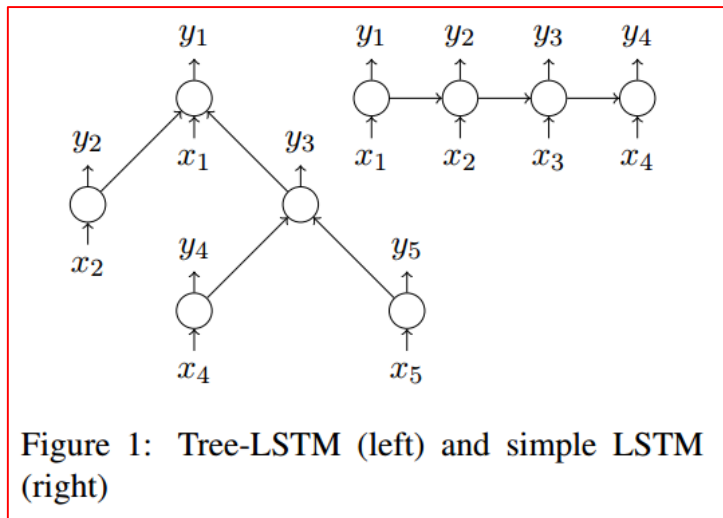 y₁ y₁ y₂ y₃ y₄
y₂ x₁ y₃ x₁ x₂ x₃ x₄
x₂ y₄ y₅
x₄ x₅
Figure 1: Tree-LSTM (left) and simple LSTM
(right)